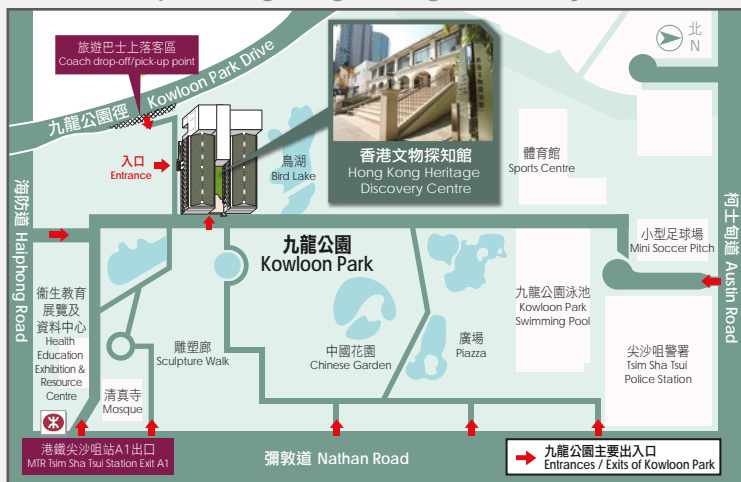 旅遊巴士上落客區
Coach drop-off/pick-up point
九龍公園徑 Kowloon Park Drive
北
N
入口
Entrance
鳥湖
Bird Lake
香港文物探知館
Hong Kong Heritage
Discovery Centre
體育館
Sports Centre
海防道 Haiphong Road
柯士甸道 Austin Road
九龍公園
Kowloon Park
小型足球場
Mini Soccer Pitch
衞生教育
展覽及
資料中心
Health
Education
Exhibition &
Resource
Centre
雕塑廊
Sculpture Walk
清真寺
Mosque
中國花園
Chinese Garden
廣場
Piazza
九龍公園泳池
Kowloon Park
Swimming Pool
尖沙咀警署
Tsim Sha Tsui
Police Station
港鐵尖沙咀站A1出口
MTR Tsim Sha Tsui Station Exit A1
彌敦道 Nathan Road
九龍公園主要出入口
Entrances / Exits of Kowloon Park